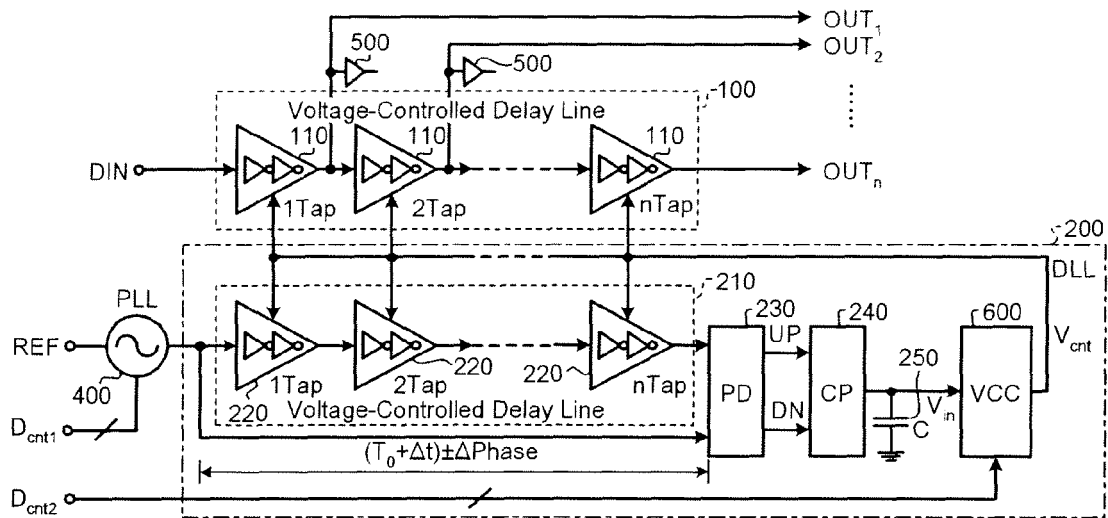 OUT₁
OUT₂
500
500
100
Voltage-Controlled Delay Line
110
110
110
DIN
OUTₙ
1Tap
2Tap
nTap
200
DLL
210
PLL
REF
400
230
240
600
UP
Vcnt
250
1Tap
2Tap
nTap
220
220
220
PD
DN
CP
Vin
C
VCC
Voltage-Controlled Delay Line
Dcnt1
(T₀+Δt)±ΔPhase
Dcnt2